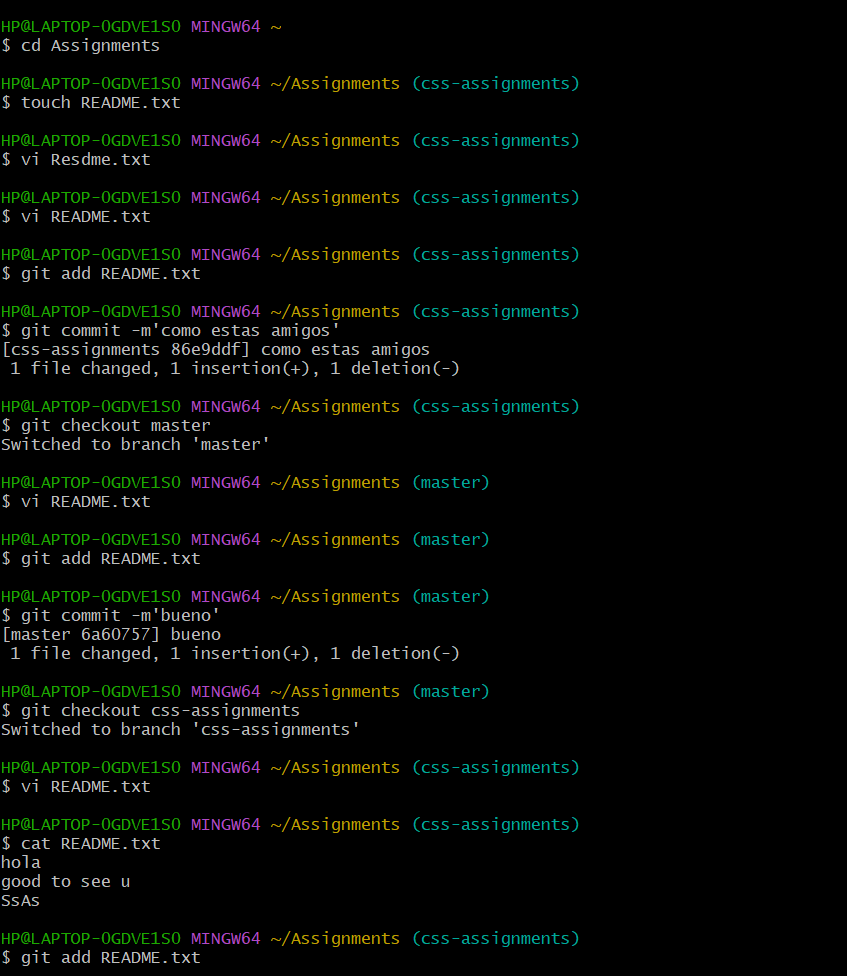 HP@LAPTOP-0GDVE1S0 MINGW64 ~
$ cd Assignments
HP@LAPTOP-0GDVE1S0 MINGW64 ~/Assignments (css-assignments)
$ touch README.txt
HP@LAPTOP-0GDVE1S0 MINGW64 ~/Assignments (css-assignments)
$ vi Resdme.txt
HP@LAPTOP-0GDVE1S0 MINGW64 ~/Assignments (css-assignments)
$ vi README.txt
HP@LAPTOP-0GDVE1S0 MINGW64 ~/Assignments (css-assignments)
$ git add README.txt
HP@LAPTOP-0GDVE1S0 MINGW64 ~/Assignments (css-assignments)
$ git commit -m'como estas amigos'
[css-assignments 86e9ddf] como estas amigos
 1 file changed, 1 insertion(+), 1 deletion(-)
HP@LAPTOP-0GDVE1S0 MINGW64 ~/Assignments (css-assignments)
$ git checkout master
Switched to branch 'master'
HP@LAPTOP-0GDVE1S0 MINGW64 ~/Assignments (master)
$ vi README.txt
HP@LAPTOP-0GDVE1S0 MINGW64 ~/Assignments (master)
$ git add README.txt
HP@LAPTOP-0GDVE1S0 MINGW64 ~/Assignments (master)
$ git commit -m'bueno'
[master 6a60757] bueno
 1 file changed, 1 insertion(+), 1 deletion(-)
HP@LAPTOP-0GDVE1S0 MINGW64 ~/Assignments (master)
$ git checkout css-assignments
Switched to branch 'css-assignments'
HP@LAPTOP-0GDVE1S0 MINGW64 ~/Assignments (css-assignments)
$ vi README.txt
HP@LAPTOP-0GDVE1S0 MINGW64 ~/Assignments (css-assignments)
$ cat README.txt
hola
good to see u
SsAs
HP@LAPTOP-0GDVE1S0 MINGW64 ~/Assignments (css-assignments)
$ git add README.txt